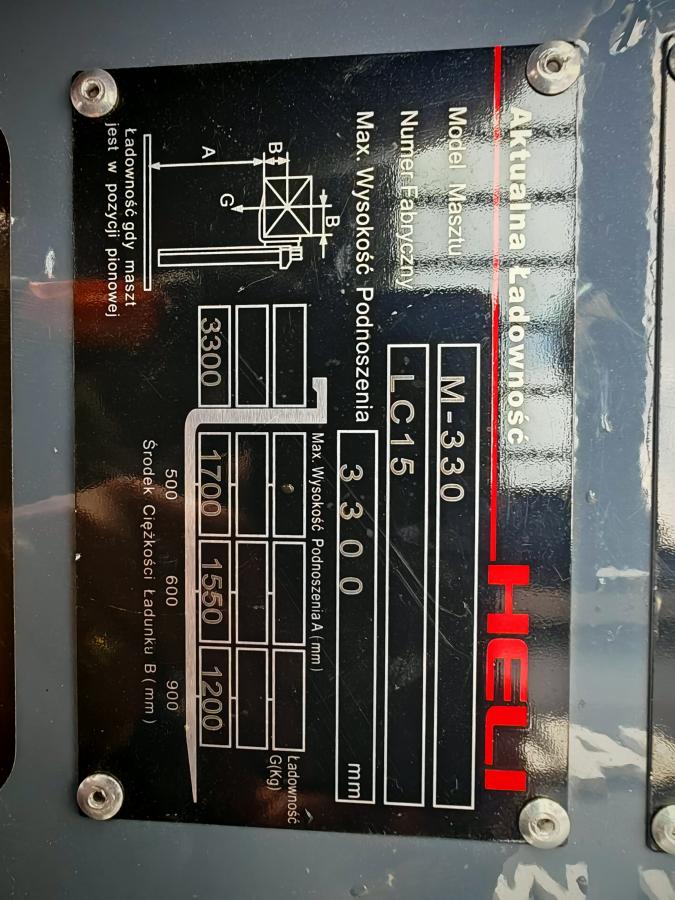 Aktualna Ładowność HELI
Model Masztu M-330
Numer Fabryczny LC15
Max. Wysokość Podnoszenia 3300 mm
B
B
G
A
Ładowność gdy maszt
jest w pozycji pionowej
Max. Wysokość Podnoszenia A (mm)
Ładowność
G(Kg)
3300 1700 1550 1200
500 600 900
Środek Ciężkości Ładunku B (mm)